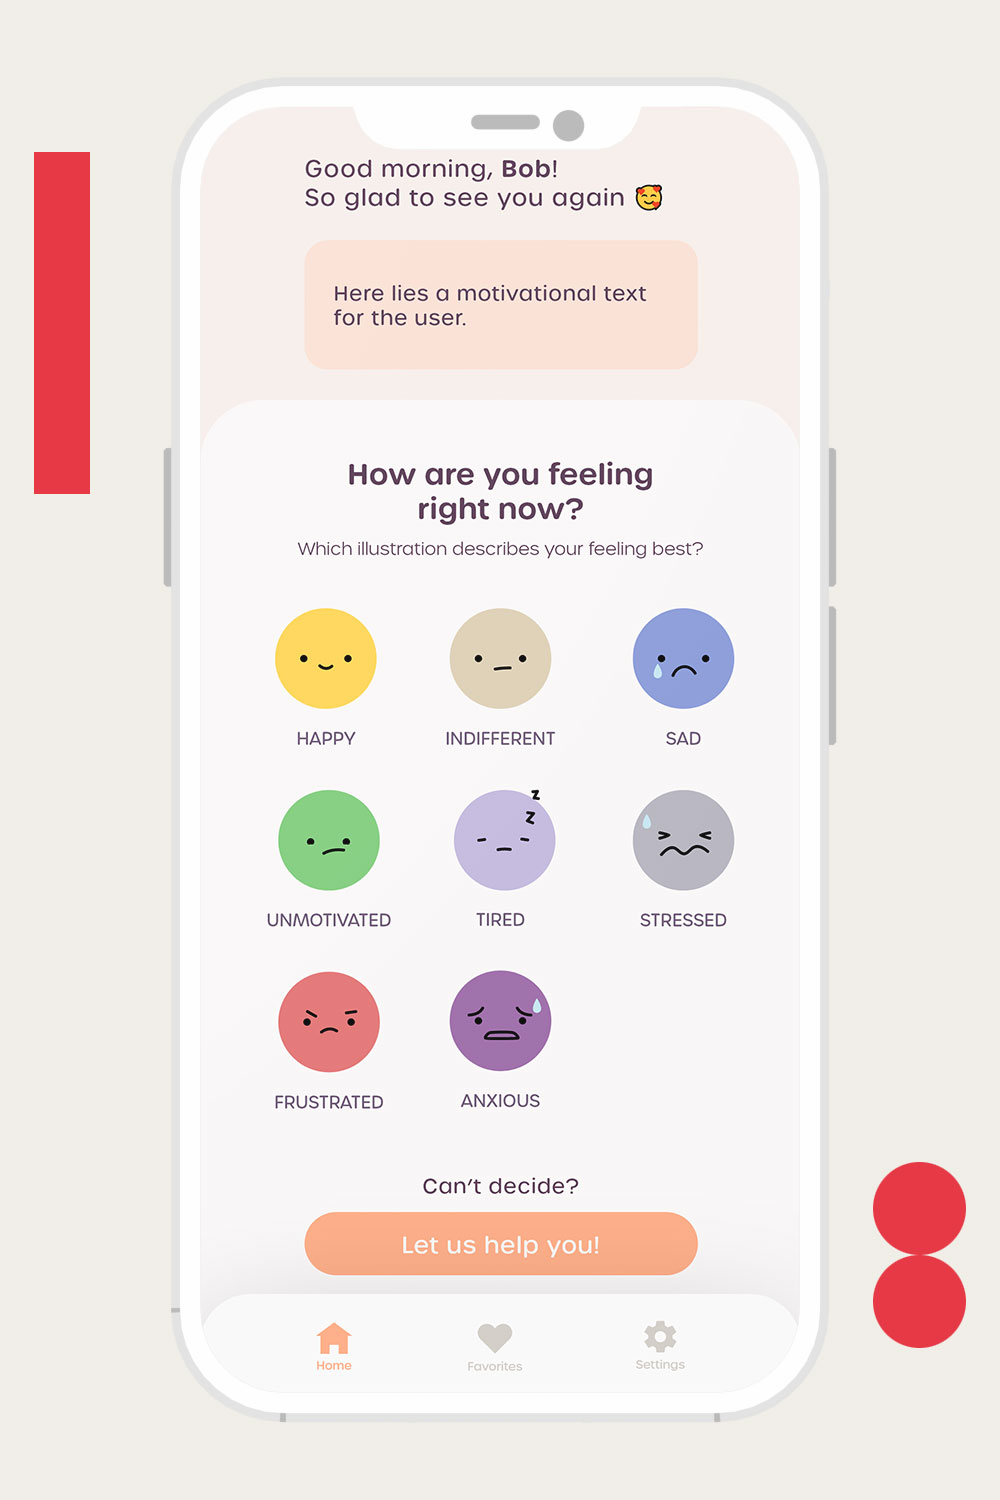 Good morning, Bob!
So glad to see you again 🥰
Here lies a motivational text
for the user.
How are you feeling
right now?
Which illustration describes your feeling best?
HAPPY
INDIFFERENT
SAD
z
z
UNMOTIVATED
TIRED
STRESSED
FRUSTRATED
ANXIOUS
Can't decide?
Let us help you!
Home
Favorites
Settings